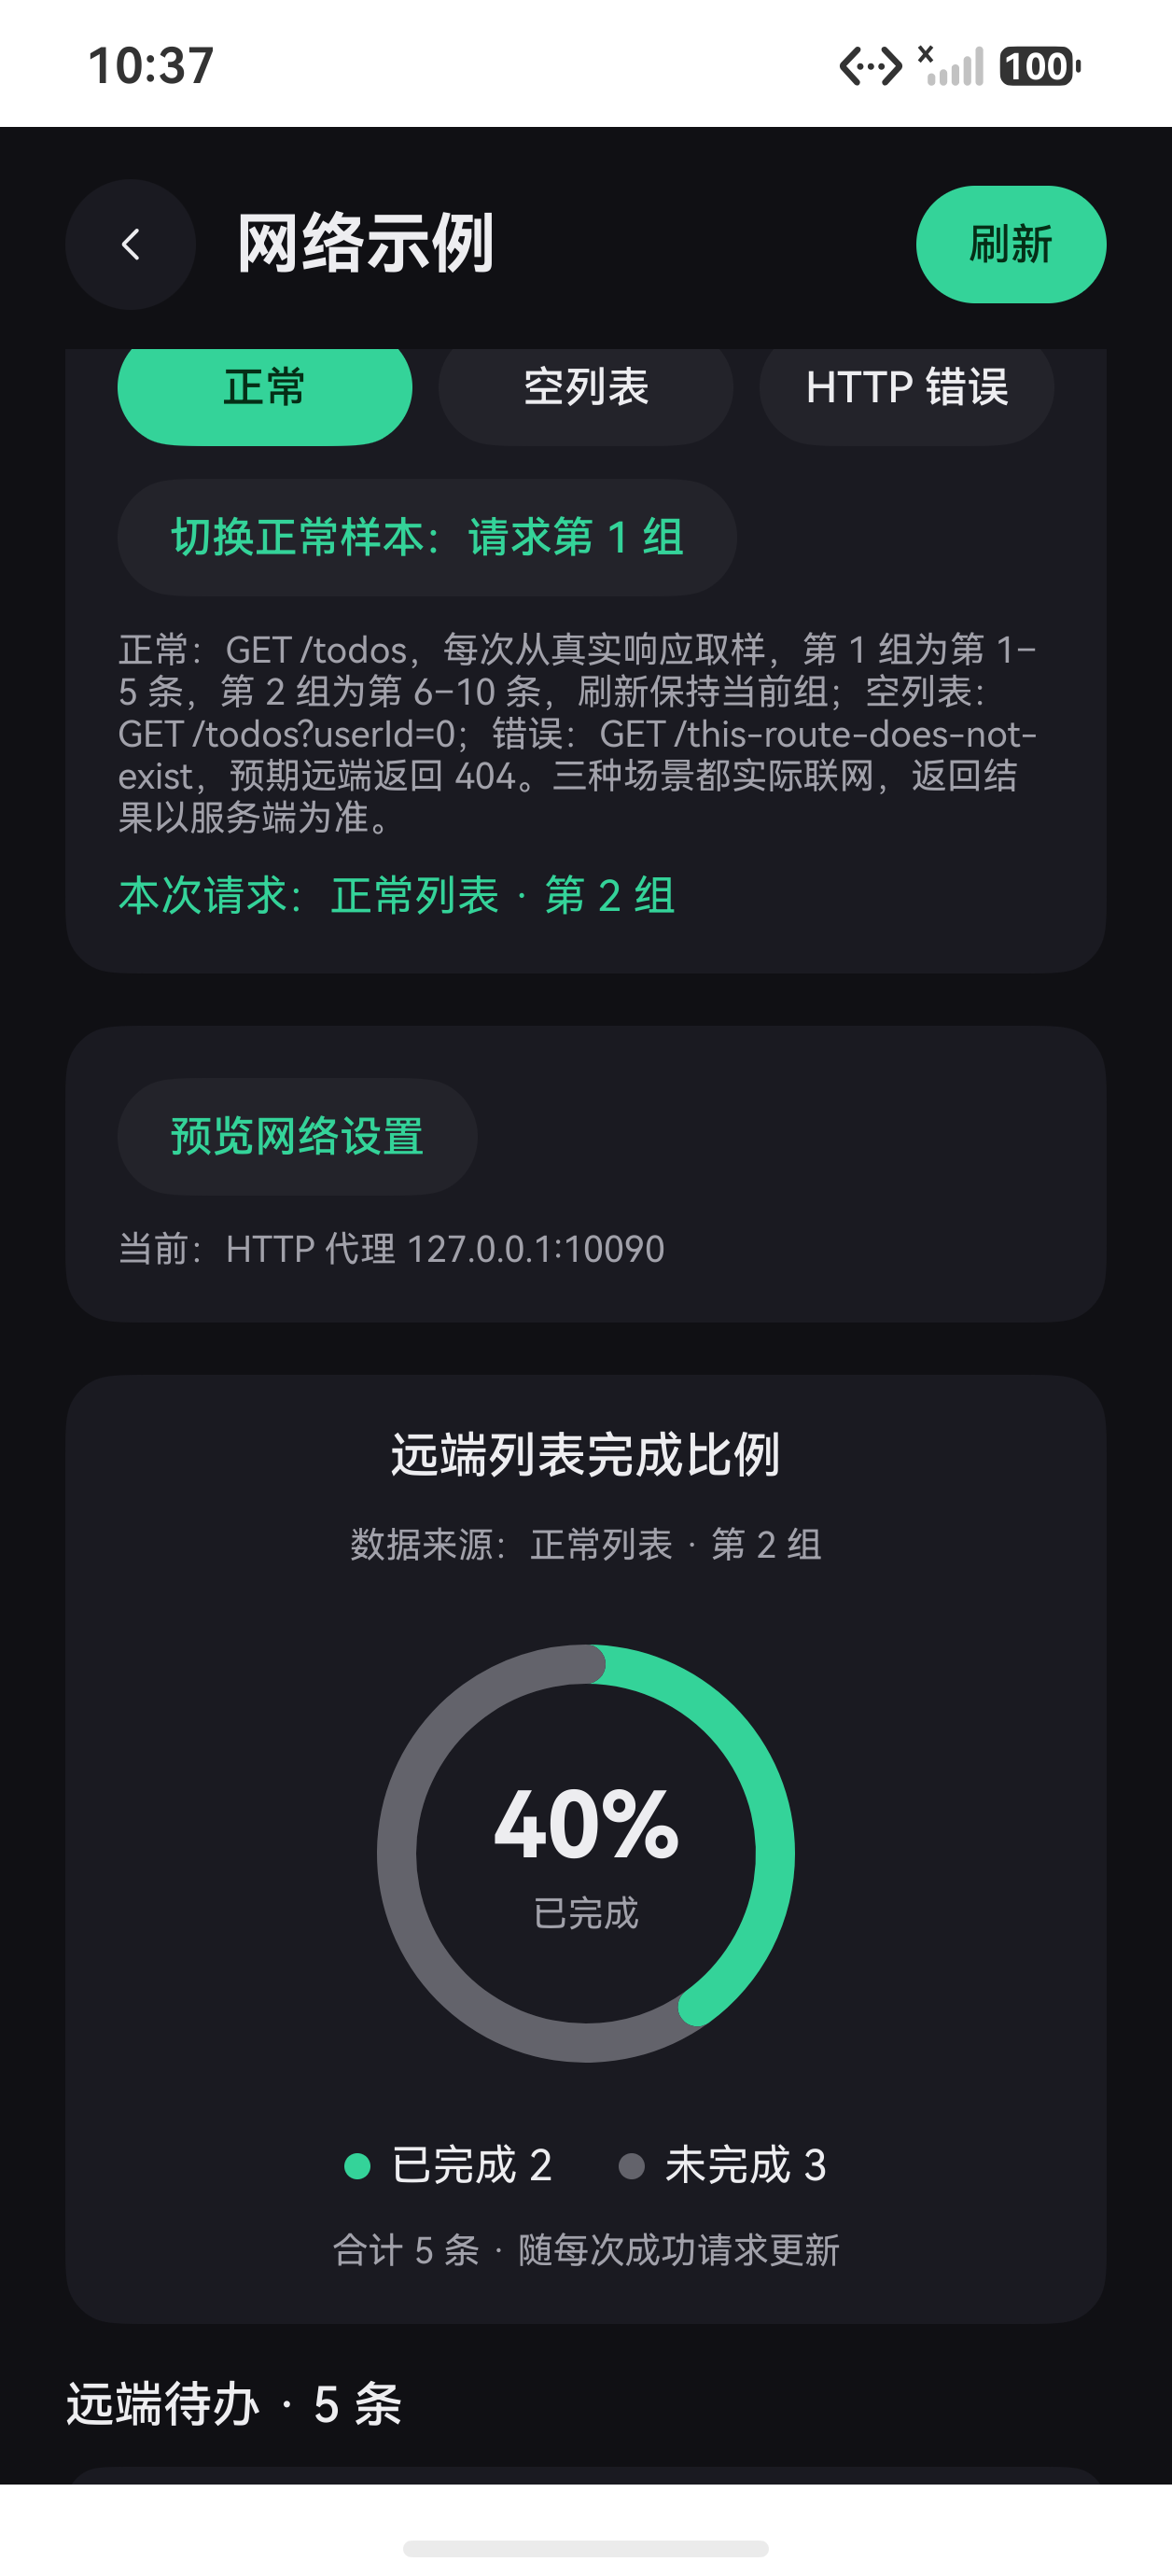 10:37
100
网络示例
刷新
正常
空列表
HTTP 错误
切换正常样本：请求第 1 组
正常：GET /todos，每次从真实响应取样，第 1 组为第 1–
5 条，第 2 组为第 6–10 条，刷新保持当前组；空列表：
GET /todos?userId=0；错误：GET /this-route-does-not-
exist，预期远端返回 404。三种场景都实际联网，返回结
果以服务端为准。
本次请求：正常列表 · 第 2 组
预览网络设置
当前：HTTP 代理 127.0.0.1:10090
远端列表完成比例
数据来源：正常列表 · 第 2 组
40%
已完成
已完成 2
未完成 3
合计 5 条 · 随每次成功请求更新
远端待办 · 5 条